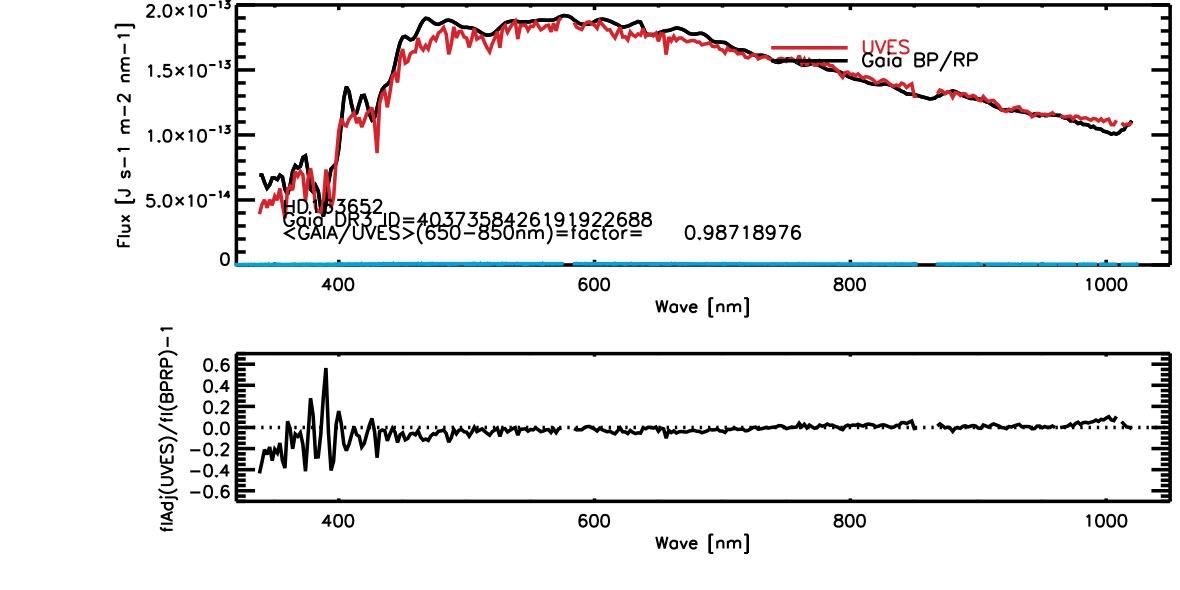 2.0×10−13
1.5×10−13
1.0×10−13
5.0×10−14
0
Flux [J s−1 m−2 nm−1]
UVES
Gaia BP/RP
Gaia DR3 ID=4037358426191922688
<GAIA/UVES>(650−850nm)=factor= 0.98718976
400 600 800 1000
Wave [nm]
0.6
0.4
0.2
0.0
−0.2
−0.4
−0.6
flAdj(UVES)/fl(BPRP)−1
400 600 800 1000
Wave [nm]